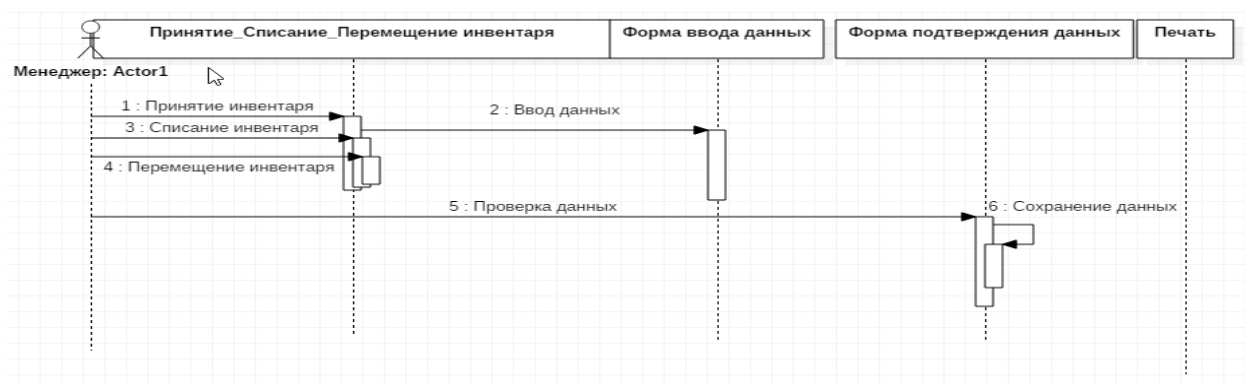 Принятие_Списание_Перемещение инвентаря
Форма ввода данных
Форма подтверждения данных
Печать
Менеджер: Actor1
1 : Принятие инвентаря
2 : Ввод данных
3 : Списание инвентаря
4 : Перемещение инвентаря
5 : Проверка данных
6 : Сохранение данных